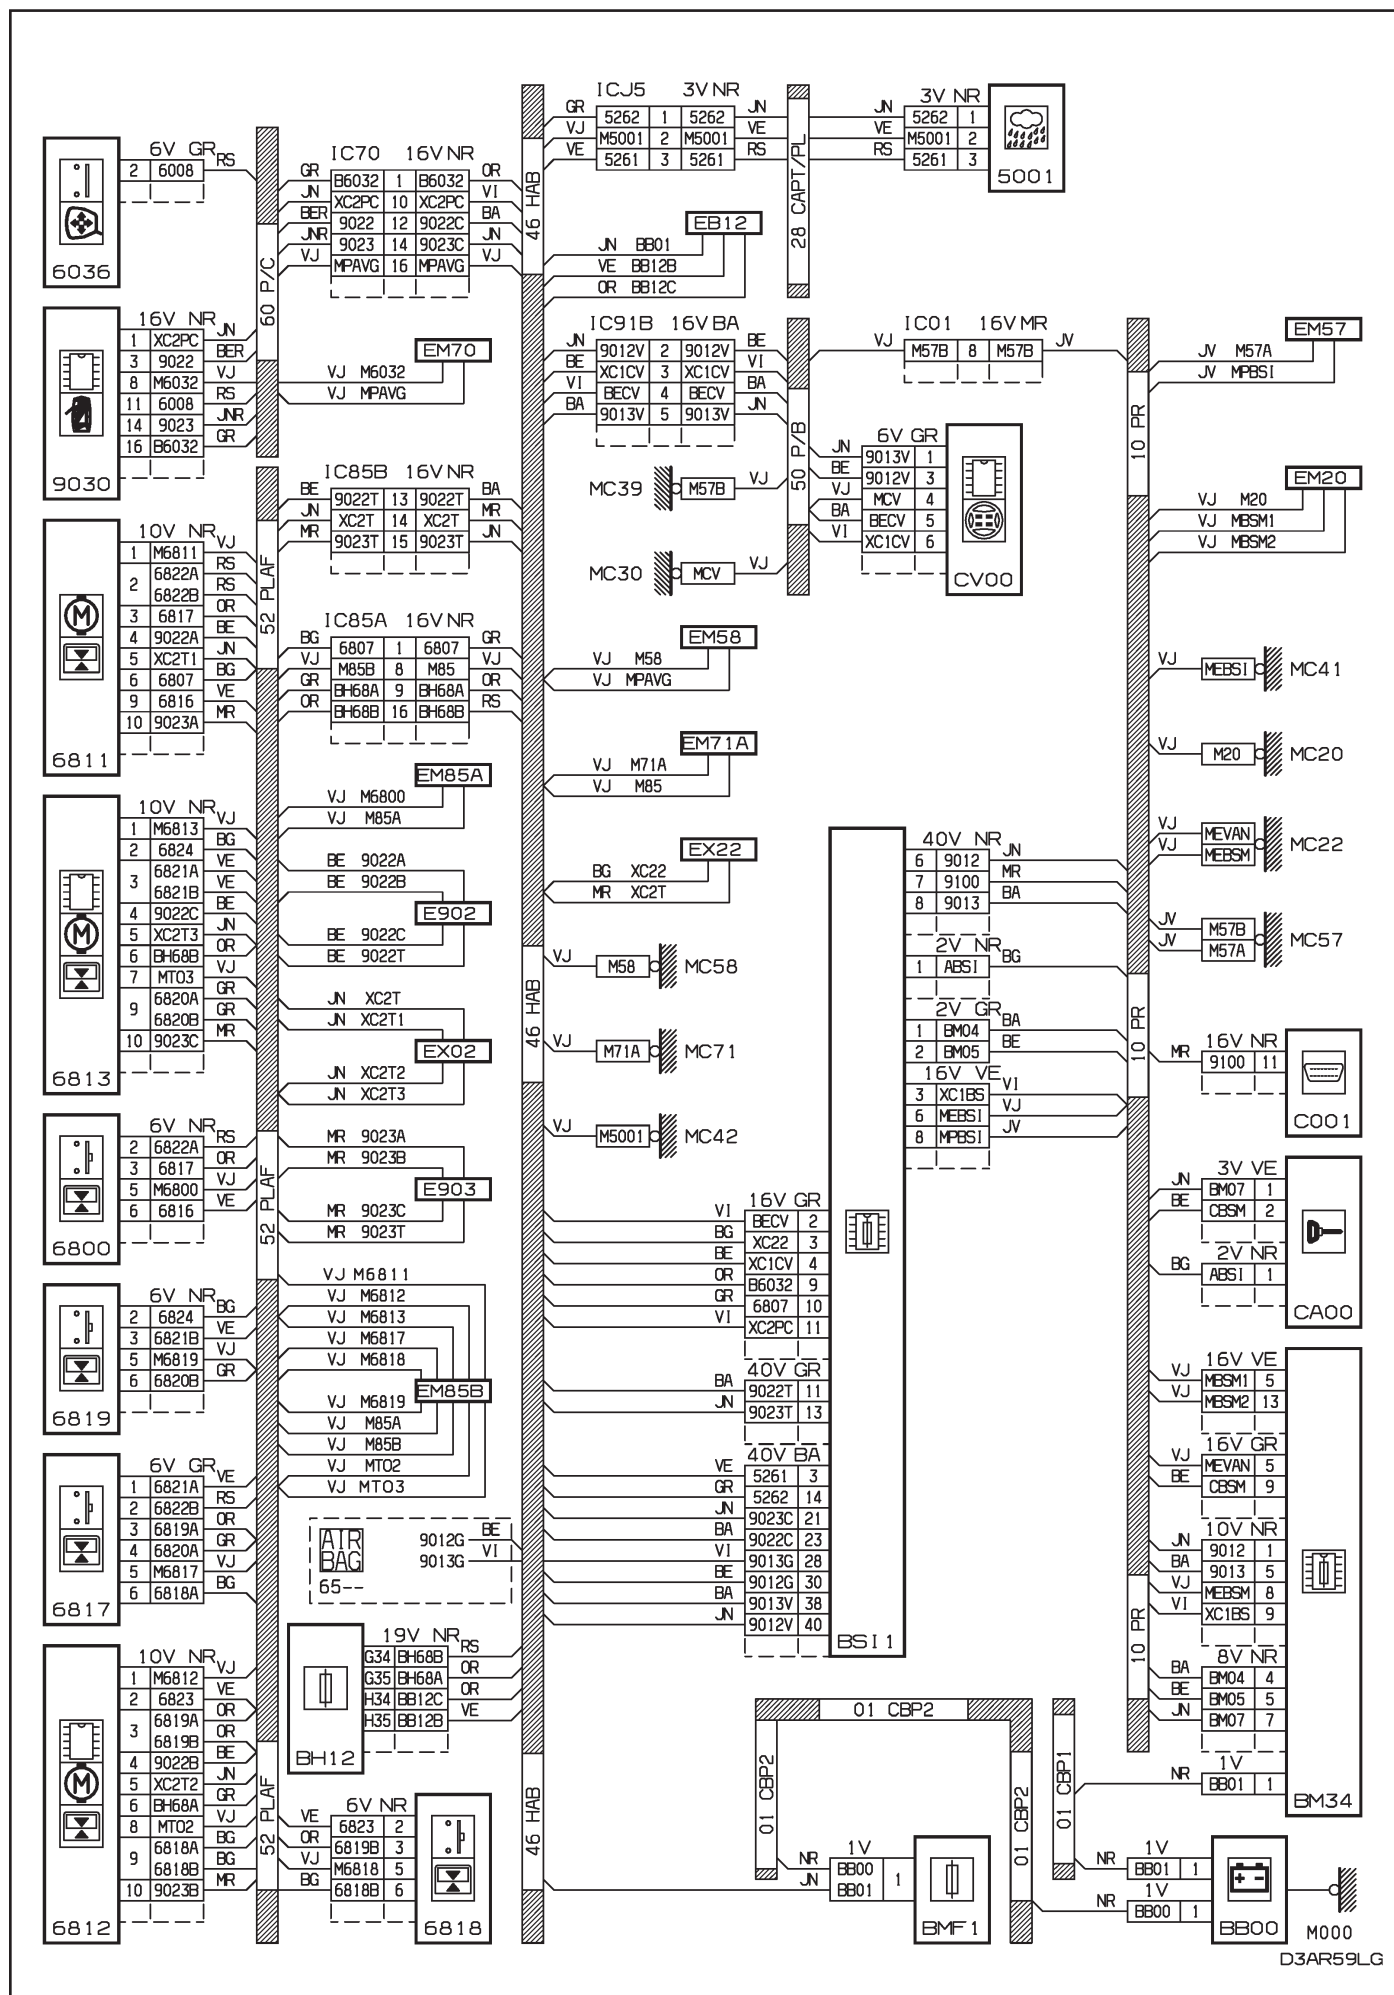 6V GR
2 6008 RS
6036
16V NR
1 XC2PC JN
3 9022 BER
8 M6032 VJ
11 6008 RS
14 9023 JNR
16 B6032 GR
9030
10V NR
1 M6811 VJ
2 6822A RS
6822B RS
3 6817 OR
4 9022A BE
5 XC2T1 JN
6 6807 BG
9 6816 VE
10 9023A MR
6811
10V NR
1 M6813 VJ
2 6824 BG
3 6821A VE
6821B VE
4 9022C BE
5 XC2T3 JN
6 BH68B OR
7 MT03 VJ
9 6820A GR
6820B GR
10 9023C MR
6813
6V NR
2 6822A RS
3 6817 OR
5 M6800 VJ
6 6816 VE
6800
6V NR
2 6824 BG
3 6821B VE
5 M6819 VJ
6 6820B GR
6819
6V GR
1 6821A VE
2 6822B RS
3 6819A OR
4 6820A GR
5 M6817 VJ
6 6818A BG
6817
10V NR
1 M6812 VJ
2 6823 VE
3 6819A OR
6819B OR
4 9022B BE
5 XC2T2 JN
6 BH68A GR
8 MT02 VJ
9 6818A BG
6818B BG
10 9023B MR
6812
60 P/C
52 PLAF
52 PLAF
52 PLAF
IC70 16V NR
GR B6032 1 B6032 OR
JN XC2PC 10 XC2PC VI
BER 9022 12 9022C BA
JNR 9023 14 9023C JN
VJ MPAVG 16 MPAVG VJ
EM70
VJ M6032
VJ MPAVG
IC85B 16V NR
BE 9022T 13 9022T BA
JN XC2T 14 XC2T MR
MR 9023T 15 9023T JN
IC85A 16V NR
BG 6807 1 6807 GR
VJ M85B 8 M85 VJ
GR BH68A 9 BH68A OR
OR BH68B 16 BH68B RS
EM85A
VJ M6800
VJ M85A
BE 9022A
BE 9022B
E902
BE 9022C
BE 9022T
JN XC2T
JN XC2T1
EX02
JN XC2T2
JN XC2T3
MR 9023A
MR 9023B
E903
MR 9023C
MR 9023T
VJ M6811
VJ M6812
VJ M6813
VJ M6817
VJ M6818
EM85B
VJ M6819
VJ M85A
VJ M85B
VJ MT02
VJ MT03
AIR
BAG
65--
9012G BE
9013G VI
19V NR
G34 BH68B RS
G35 BH68A OR
H34 BB12C OR
H35 BB12B VE
BH12
6V NR
VE 6823 2
OR 6819B 3
VJ M6818 5
BG 6818B 6
6818
46 HAB
46 HAB
46 HAB
ICJ5 3V NR
GR 5262 1 5262 JN
VJ M5001 2 M5001 VE
VE 5261 3 5261 RS
28 CAPT/PL
3V NR
JN 5262 1
VE M5001 2
RS 5261 3
5001
EB12
JN BB01
VE BB12B
OR BB12C
IC91B 16V BA
JN 9012V 2 9012V BE
BE XC1CV 3 XC1CV VI
VI BECV 4 BECV BA
BA 9013V 5 9013V JN
50 P/B
IC01 16V MR
VJ M57B 8 M57B JV
MC39 M57B VJ
MC30 MCV VJ
6V GR
JN 9013V 1
BE 9012V 3
VJ MCV 4
BA BECV 5
VI XC1CV 6
CV00
EM58
VJ M58
VJ MPAVG
EM71A
VJ M71A
VJ M85
EX22
BG XC22
MR XC2T
VJ M58 MC58
VJ M71A MC71
VJ M5001 MC42
40V NR
6 9012 JN
7 9100 MR
8 9013 BA
2V NR
1 ABSI BG
2V GR
1 BM04 BA
2 BM05 BE
16V VE
3 XC1BS VI
6 MEBSI VJ
8 MPBSI JV
16V GR
VI BECV 2
BG XC22 3
BE XC1CV 4
OR B6032 9
GR 6807 10
VI XC2PC 11
40V GR
BA 9022T 11
JN 9023T 13
40V BA
VE 5261 3
GR 5262 14
JN 9023C 21
BA 9022C 23
VI 9013G 28
BE 9012G 30
BA 9013V 38
JN 9012V 40
BSI1
10 PR
10 PR
10 PR
EM57
JV M57A
JV MPBSI
EM20
VJ M20
VJ MBSM1
VJ MBSM2
VJ MEBSI MC41
VJ M20 MC20
VJ MEVAN
VJ MEBSM MC22
JV M57B
JV M57A MC57
16V NR
MR 9100 11
C001
3V VE
JN BM07 1
BE CBSM 2
2V NR
BG ABSI 1
CA00
16V VE
VJ MBSM1 5
VJ MBSM2 13
16V GR
VJ MEVAN 5
BE CBSM 9
10V NR
JN 9012 1
BA 9013 5
VJ MEBSM 8
VI XC1BS 9
8V NR
BA BM04 4
BE BM05 5
JN BM07 7
1V
NR BB01 1
BM34
01 CBP2
01 CBP2
01 CBP2
01 CBP1
1V
NR BB00 1
JN BB01
BMF1
1V
NR BB01 1
1V
NR BB00 1
BB00
M000
D3AR59LG